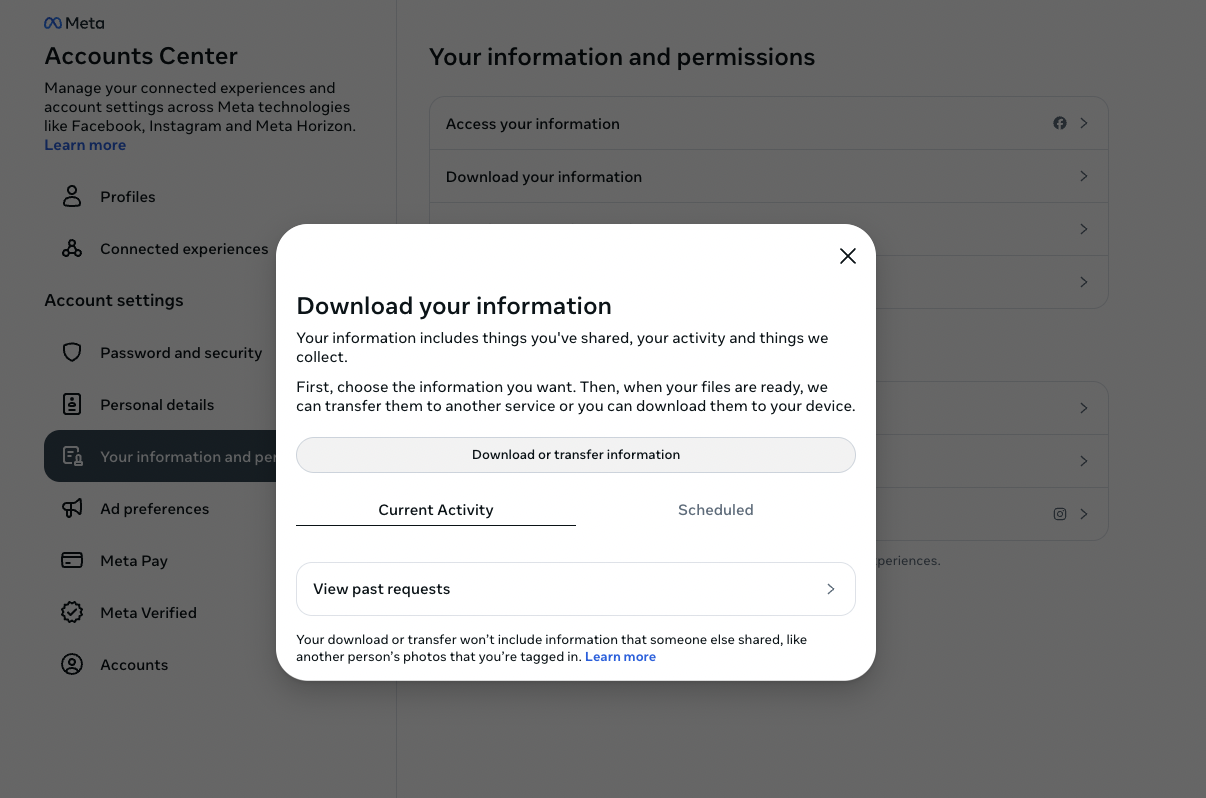 Meta
Accounts Center
Manage your connected experiences and
account settings across Meta technologies
like Facebook, Instagram and Meta Horizon.
Learn more
Profiles
Connected experiences
Account settings
Password and security
Personal details
Your information and per
Ad preferences
Meta Pay
Meta Verified
Accounts
Your information and permissions
Access your information
Download your information
periences.
Download your information
Your information includes things you've shared, your activity and things we
collect.
First, choose the information you want. Then, when your files are ready, we
can transfer them to another service or you can download them to your device.
Download or transfer information
Current Activity
Scheduled
View past requests
Your download or transfer won’t include information that someone else shared, like
another person’s photos that you’re tagged in. Learn more